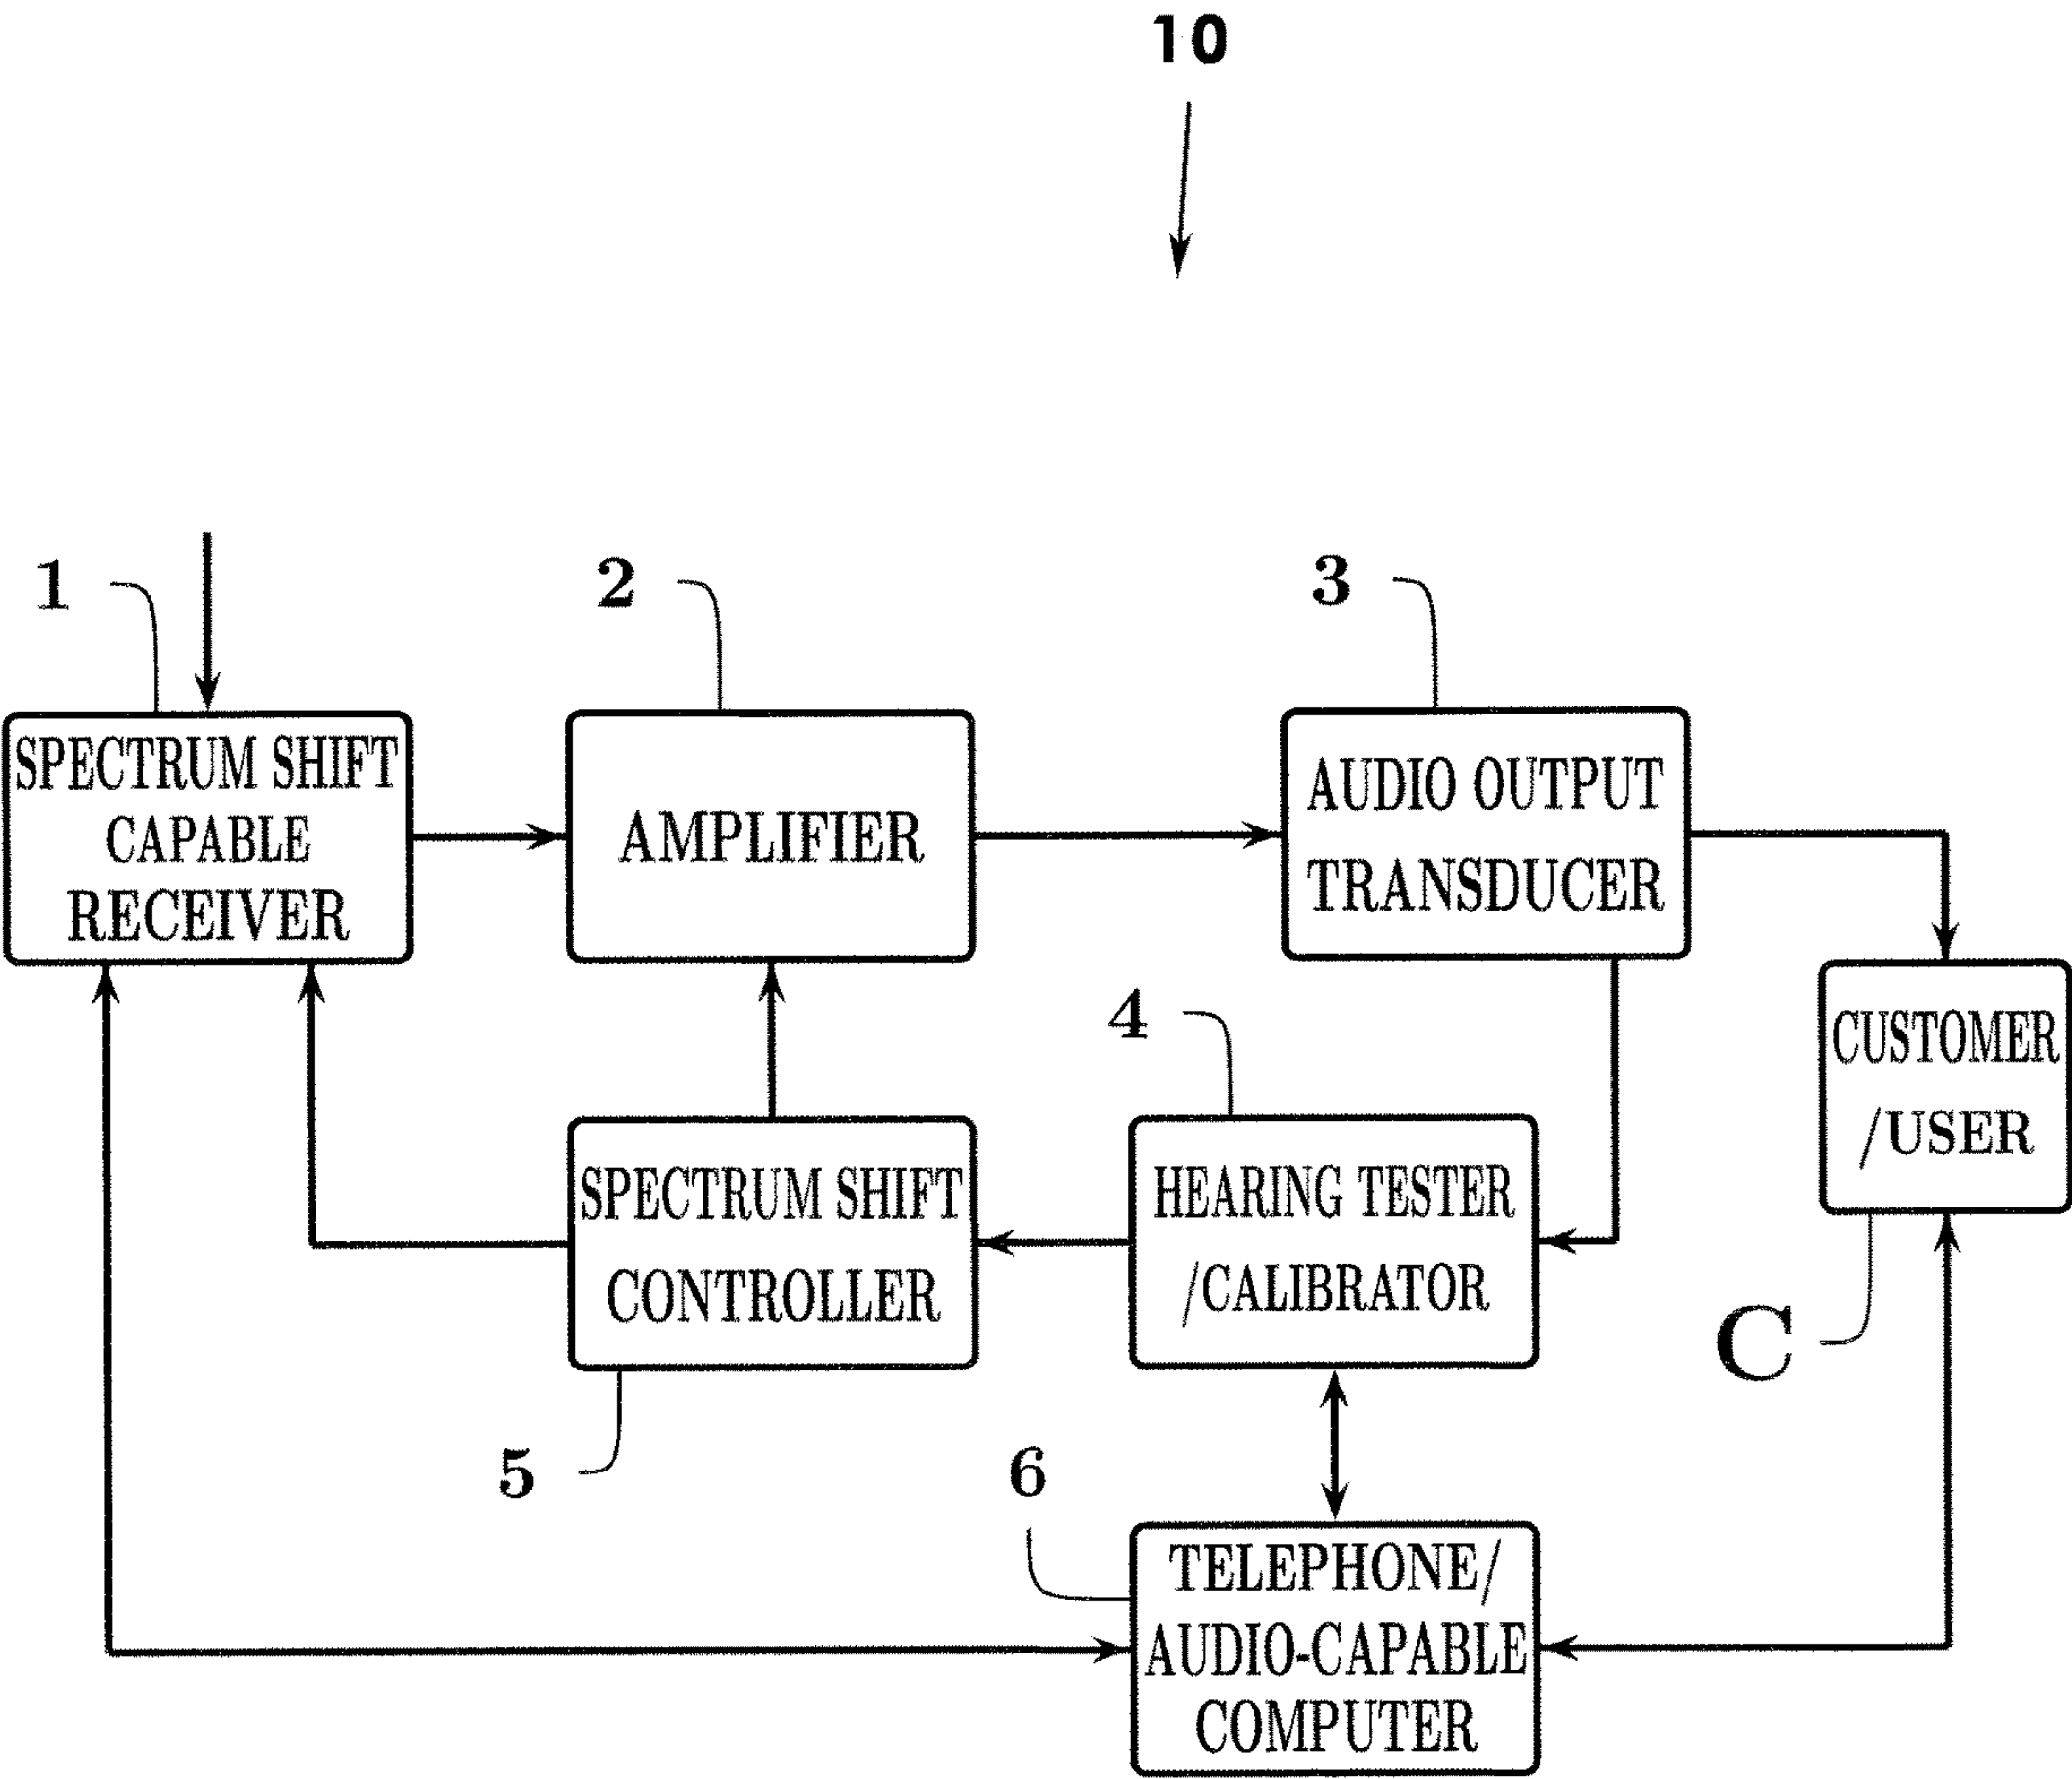 10
1
2
3
SPECTRUM SHIFT
CAPABLE
RECEIVER
AMPLIFIER
AUDIO OUTPUT
TRANSDUCER
4
CUSTOMER
/USER
SPECTRUM SHIFT
CONTROLLER
HEARING TESTER
/CALIBRATOR
C
5
6
TELEPHONE/
AUDIO-CAPABLE
COMPUTER